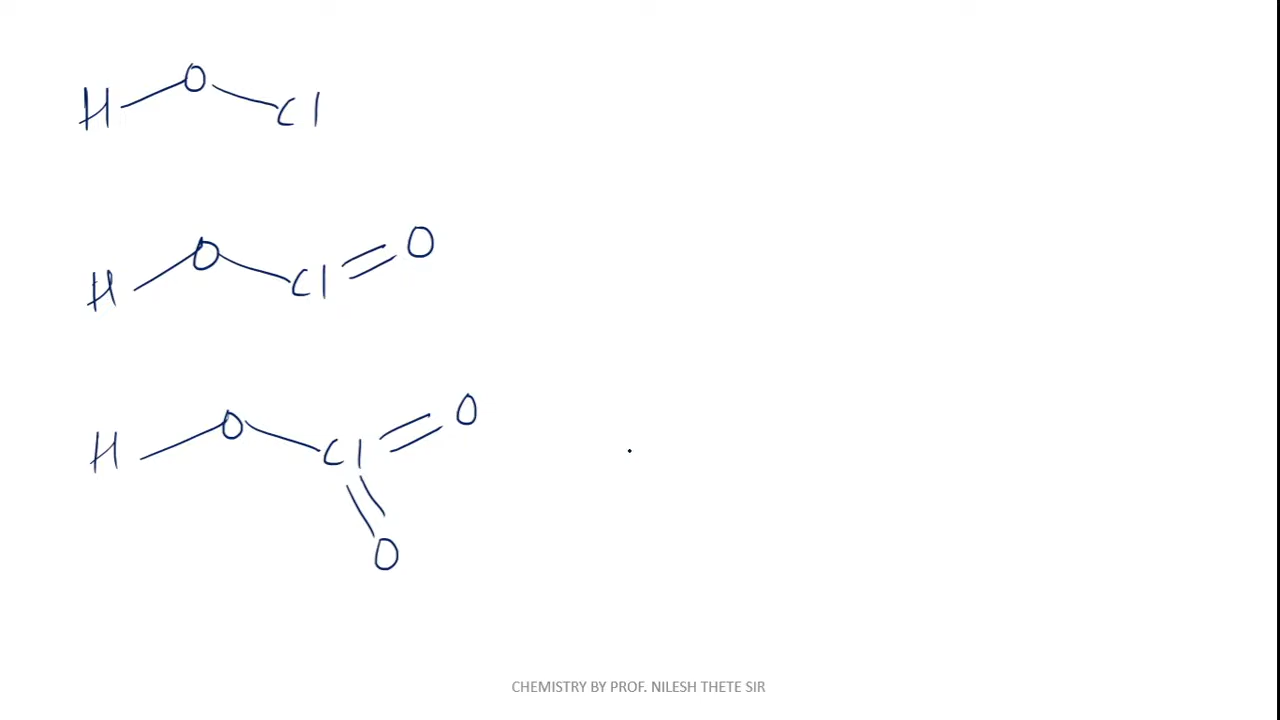 H O Cl
H O Cl = O
H O Cl = O
O
CHEMISTRY BY PROF. NILESH THETE SIR